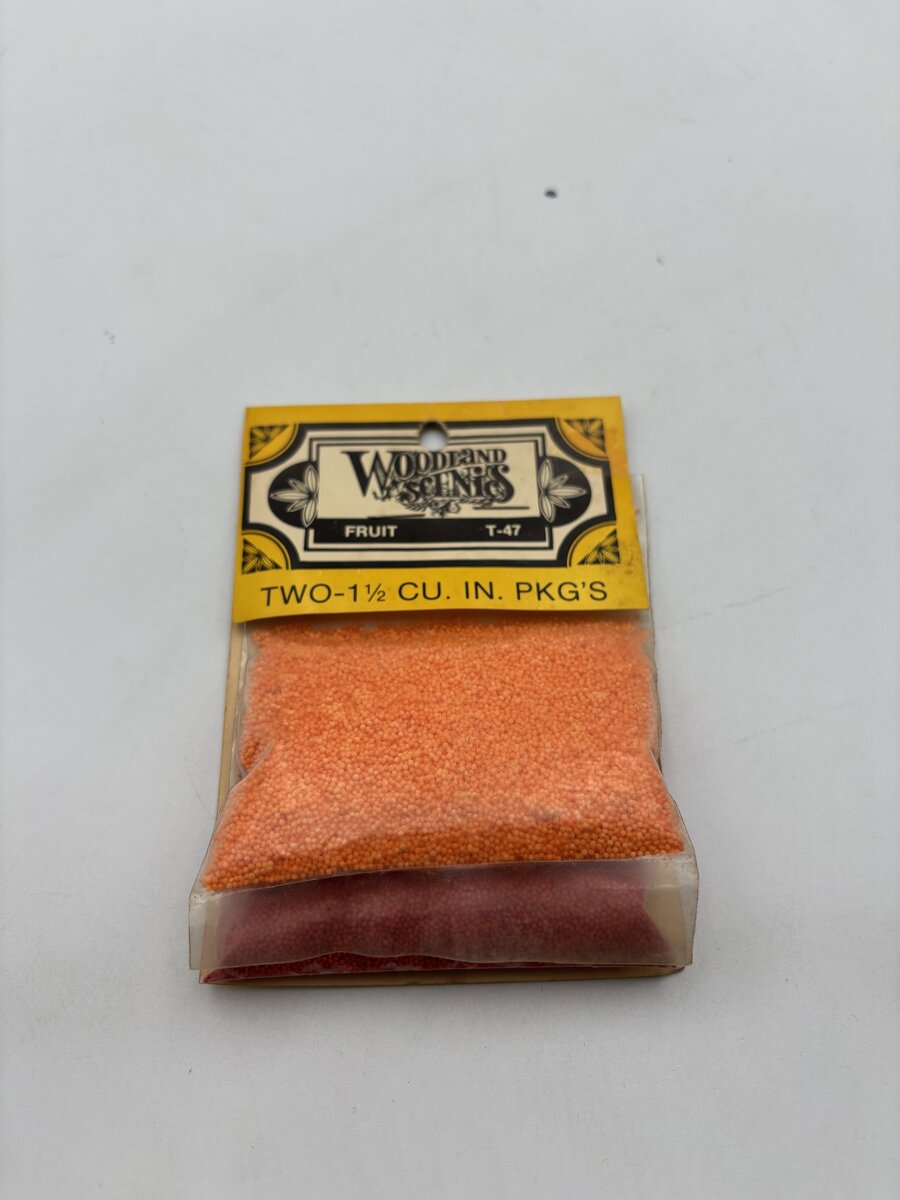 WOODLAND
SCENICS
FRUIT T-47
TWO-1½ CU. IN. PKG'S